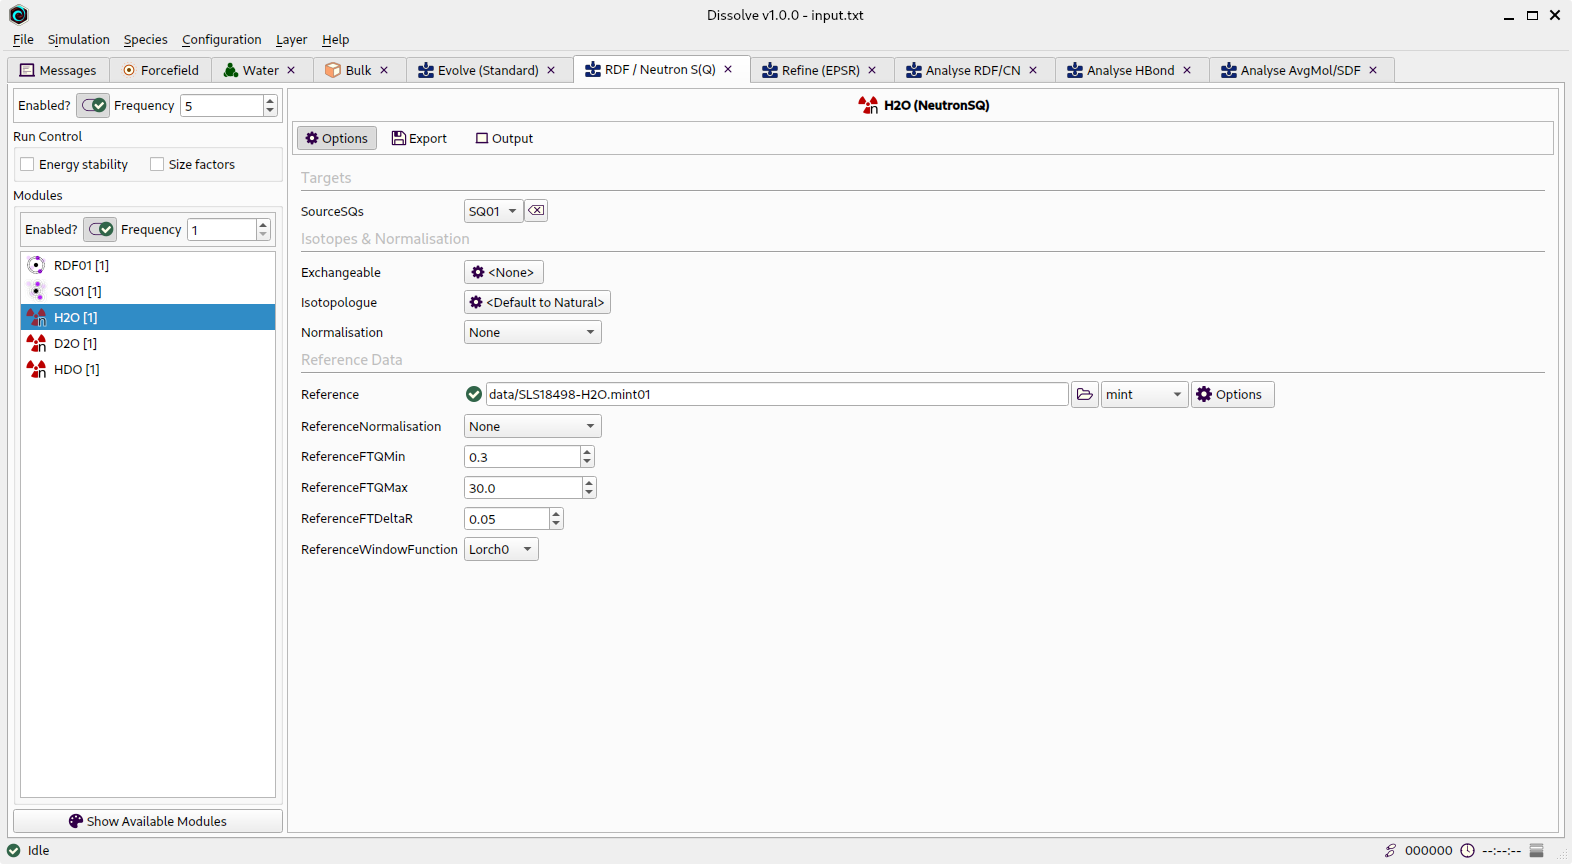 Dissolve v1.0.0 - input.txt
File Simulation Species Configuration Layer Help
Messages Forcefield Water Bulk Evolve (Standard) RDF / Neutron S(Q) Refine (EPSR) Analyse RDF/CN Analyse HBond Analyse AvgMol/SDF
Enabled? Frequency 5
Run Control
Energy stability Size factors
Modules
Enabled? Frequency 1
RDF01 [1]
SQ01 [1]
H2O [1]
D2O [1]
HDO [1]
Show Available Modules
H2O (NeutronSQ)
Options Export Output
Targets
SourceSQs SQ01
Isotopes & Normalisation
Exchangeable <None>
Isotopologue <Default to Natural>
Normalisation None
Reference Data
Reference data/SLS18498-H2O.mint01 mint Options
ReferenceNormalisation None
ReferenceFTQMin 0.3
ReferenceFTQMax 30.0
ReferenceFTDeltaR 0.05
ReferenceWindowFunction Lorch0
Idle 000000 --:--:--